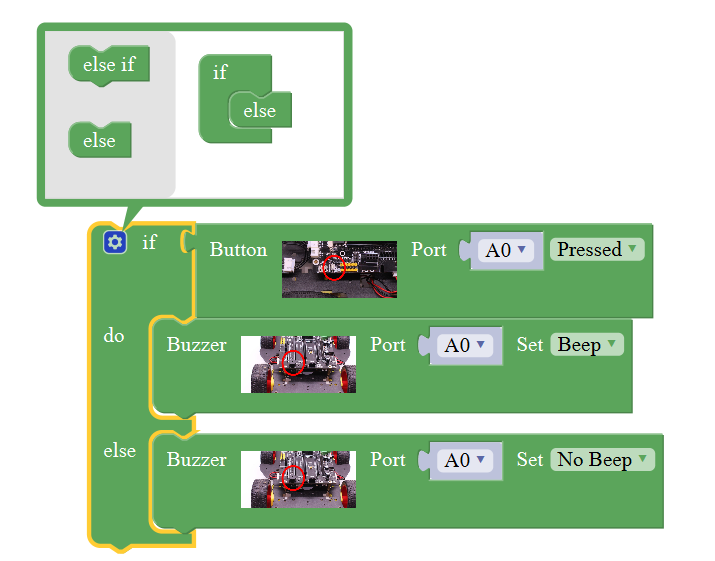 else if
else
if
else
if Button Port A0 Pressed
do Buzzer Port A0 Set Beep
else Buzzer Port A0 Set No Beep